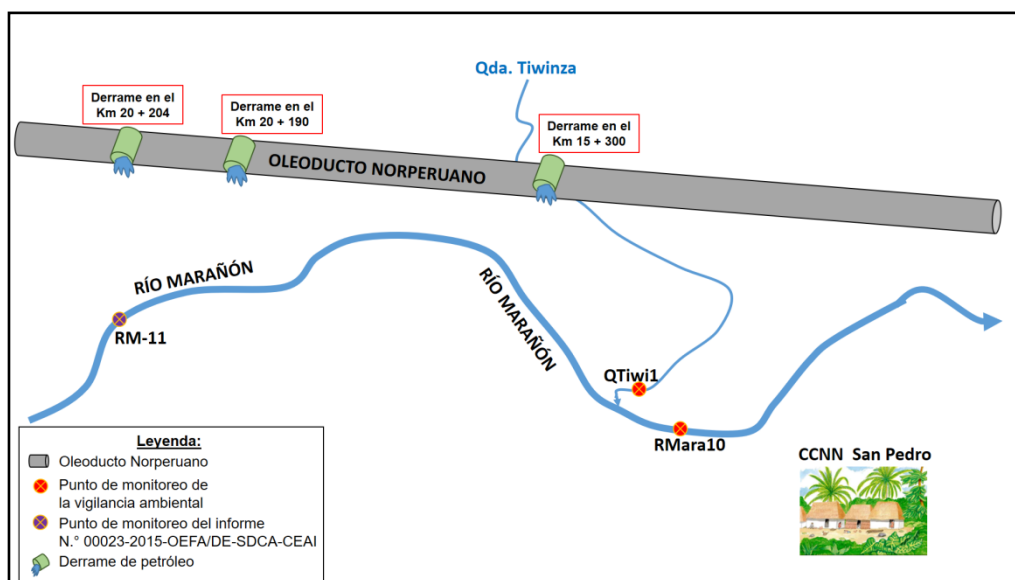 Qda. Tiwinza
Derrame en el
Km 20 + 204
Derrame en el
Km 20 + 190
Derrame en el
Km 15 + 300
OLEODUCTO NORPERUANO
RÍO MARAÑÓN
RÍO MARAÑÓN
RM-11
QTiwi1
RMara10
CCNN San Pedro
Leyenda:
Oleoducto Norperuano
Punto de monitoreo de
la vigilancia ambiental
Punto de monitoreo del informe
N.° 00023-2015-OEFA/DE-SDCA-CEAI
Derrame de petróleo